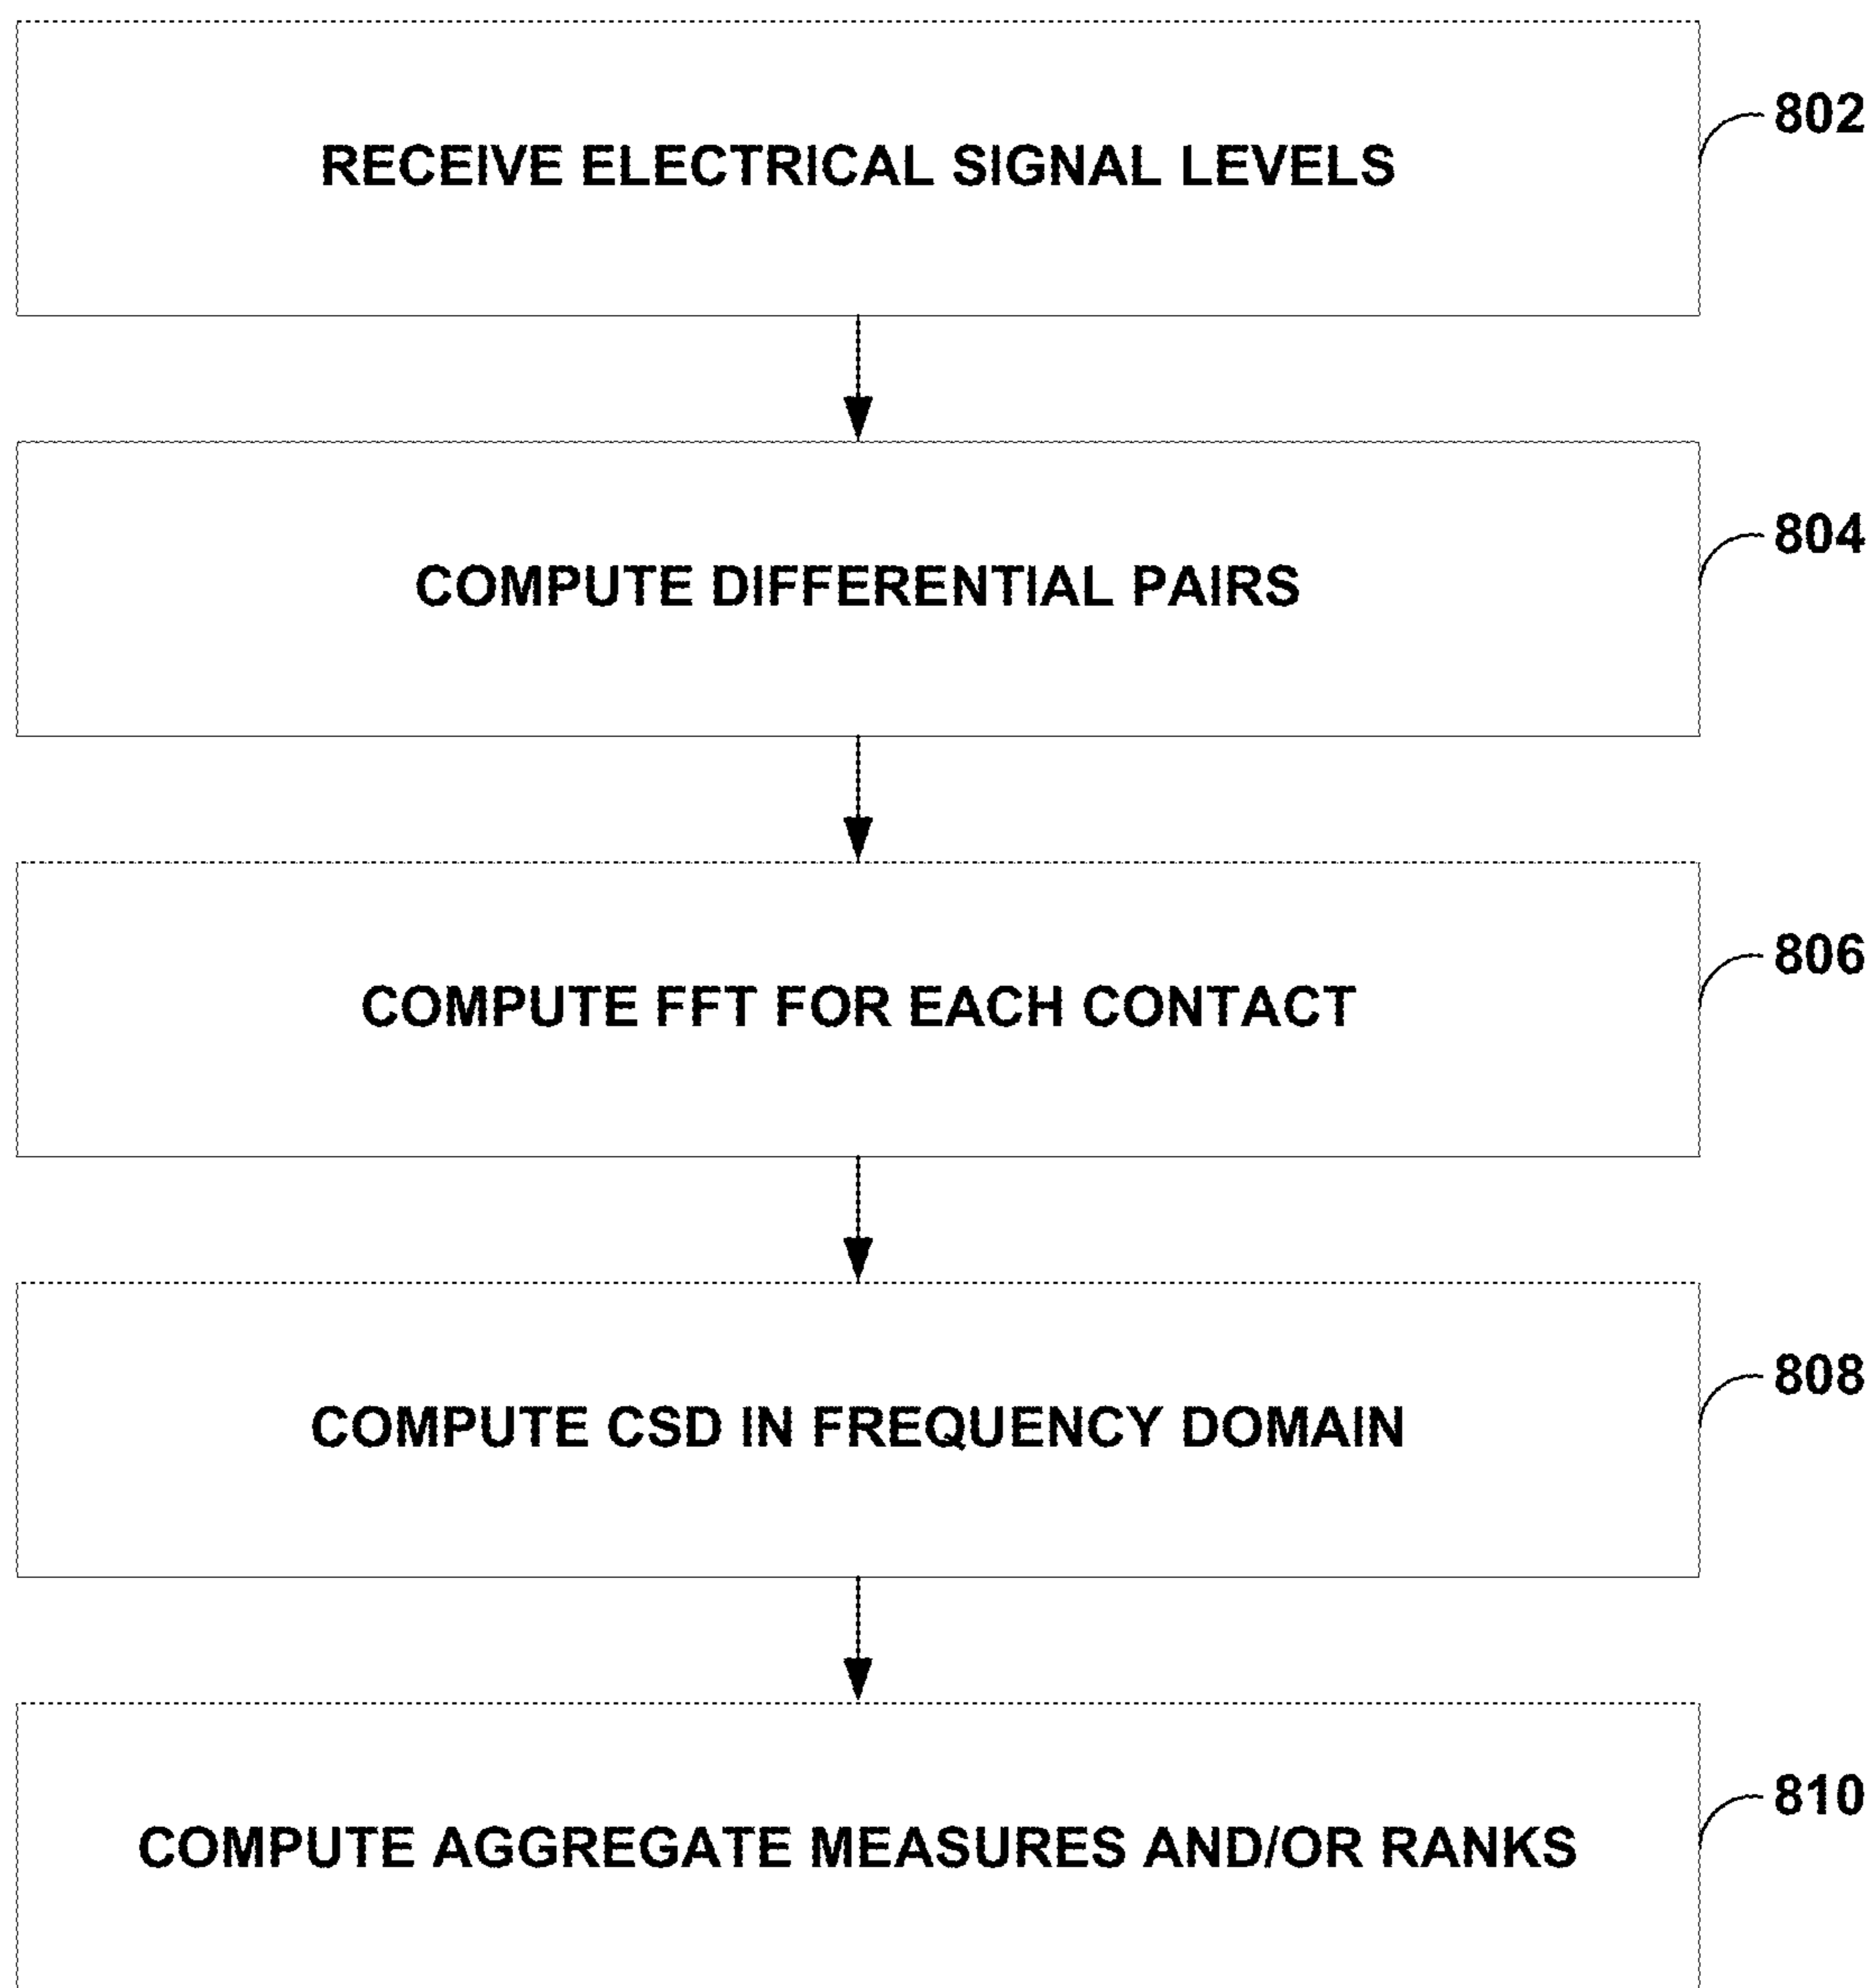 RECEIVE ELECTRICAL SIGNAL LEVELS
802
COMPUTE DIFFERENTIAL PAIRS
804
COMPUTE FFT FOR EACH CONTACT
806
COMPUTE CSD IN FREQUENCY DOMAIN
808
COMPUTE AGGREGATE MEASURES AND/OR RANKS
810